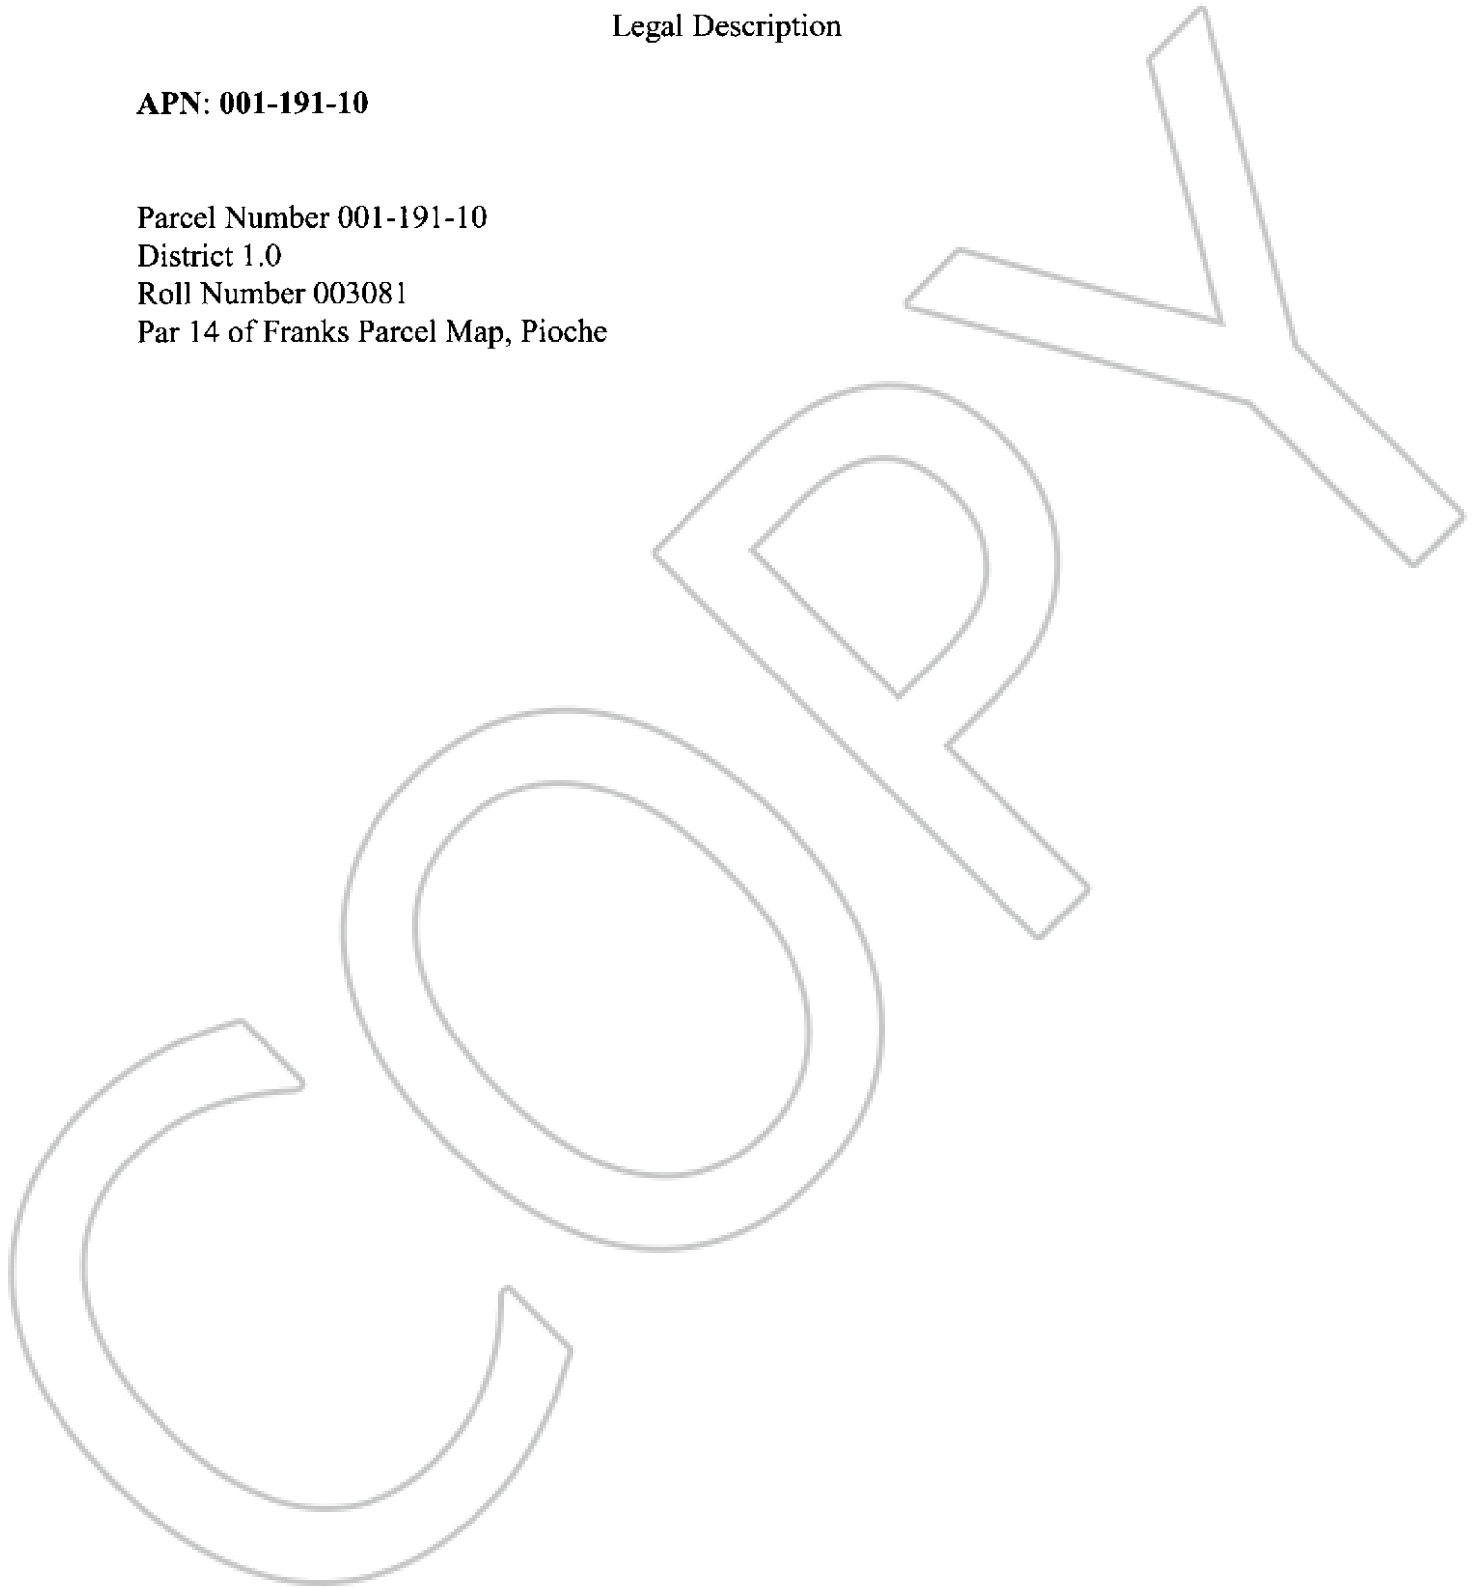 Legal Description
APN: 001-191-10
Parcel Number 001-191-10
District 1.0
Roll Number 003081
Par 14 of Franks Parcel Map, Pioche
COPY